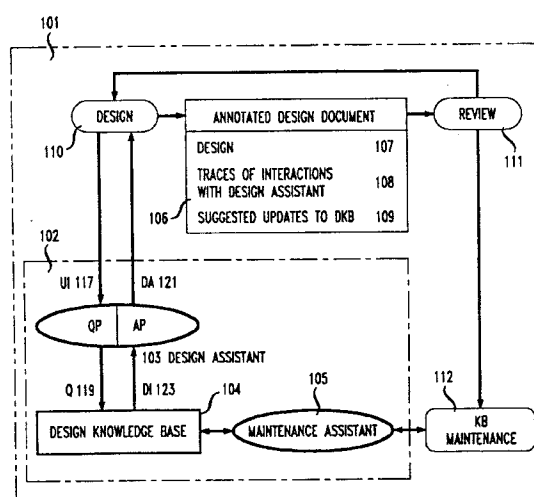 101
DESIGN
110
ANNOTATED DESIGN DOCUMENT
DESIGN 107
TRACES OF INTERACTIONS
WITH DESIGN ASSISTANT 108
106
SUGGESTED UPDATES TO DKB 109
REVIEW
111
102
UI 117
DA 121
QP
AP
103 DESIGN ASSISTANT
Q 119
DI 123
104
DESIGN KNOWLEDGE BASE
105
MAINTENANCE ASSISTANT
112
KB
MAINTENANCE